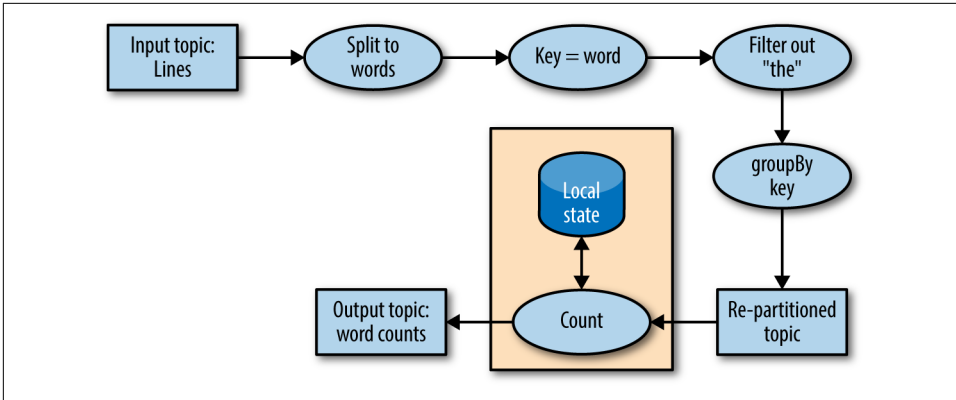 Input topic:
Lines
Split to
words
Key = word
Filter out
"the"
groupBy
key
Local
state
Output topic:
word counts
Count
Re-partitioned
topic